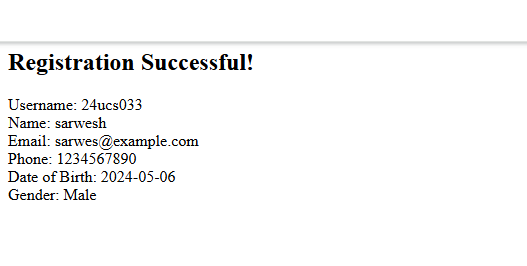 Registration Successful!
Username: 24ucs033
Name: sarwesh
Email: sarwes@example.com
Phone: 1234567890
Date of Birth: 2024-05-06
Gender: Male